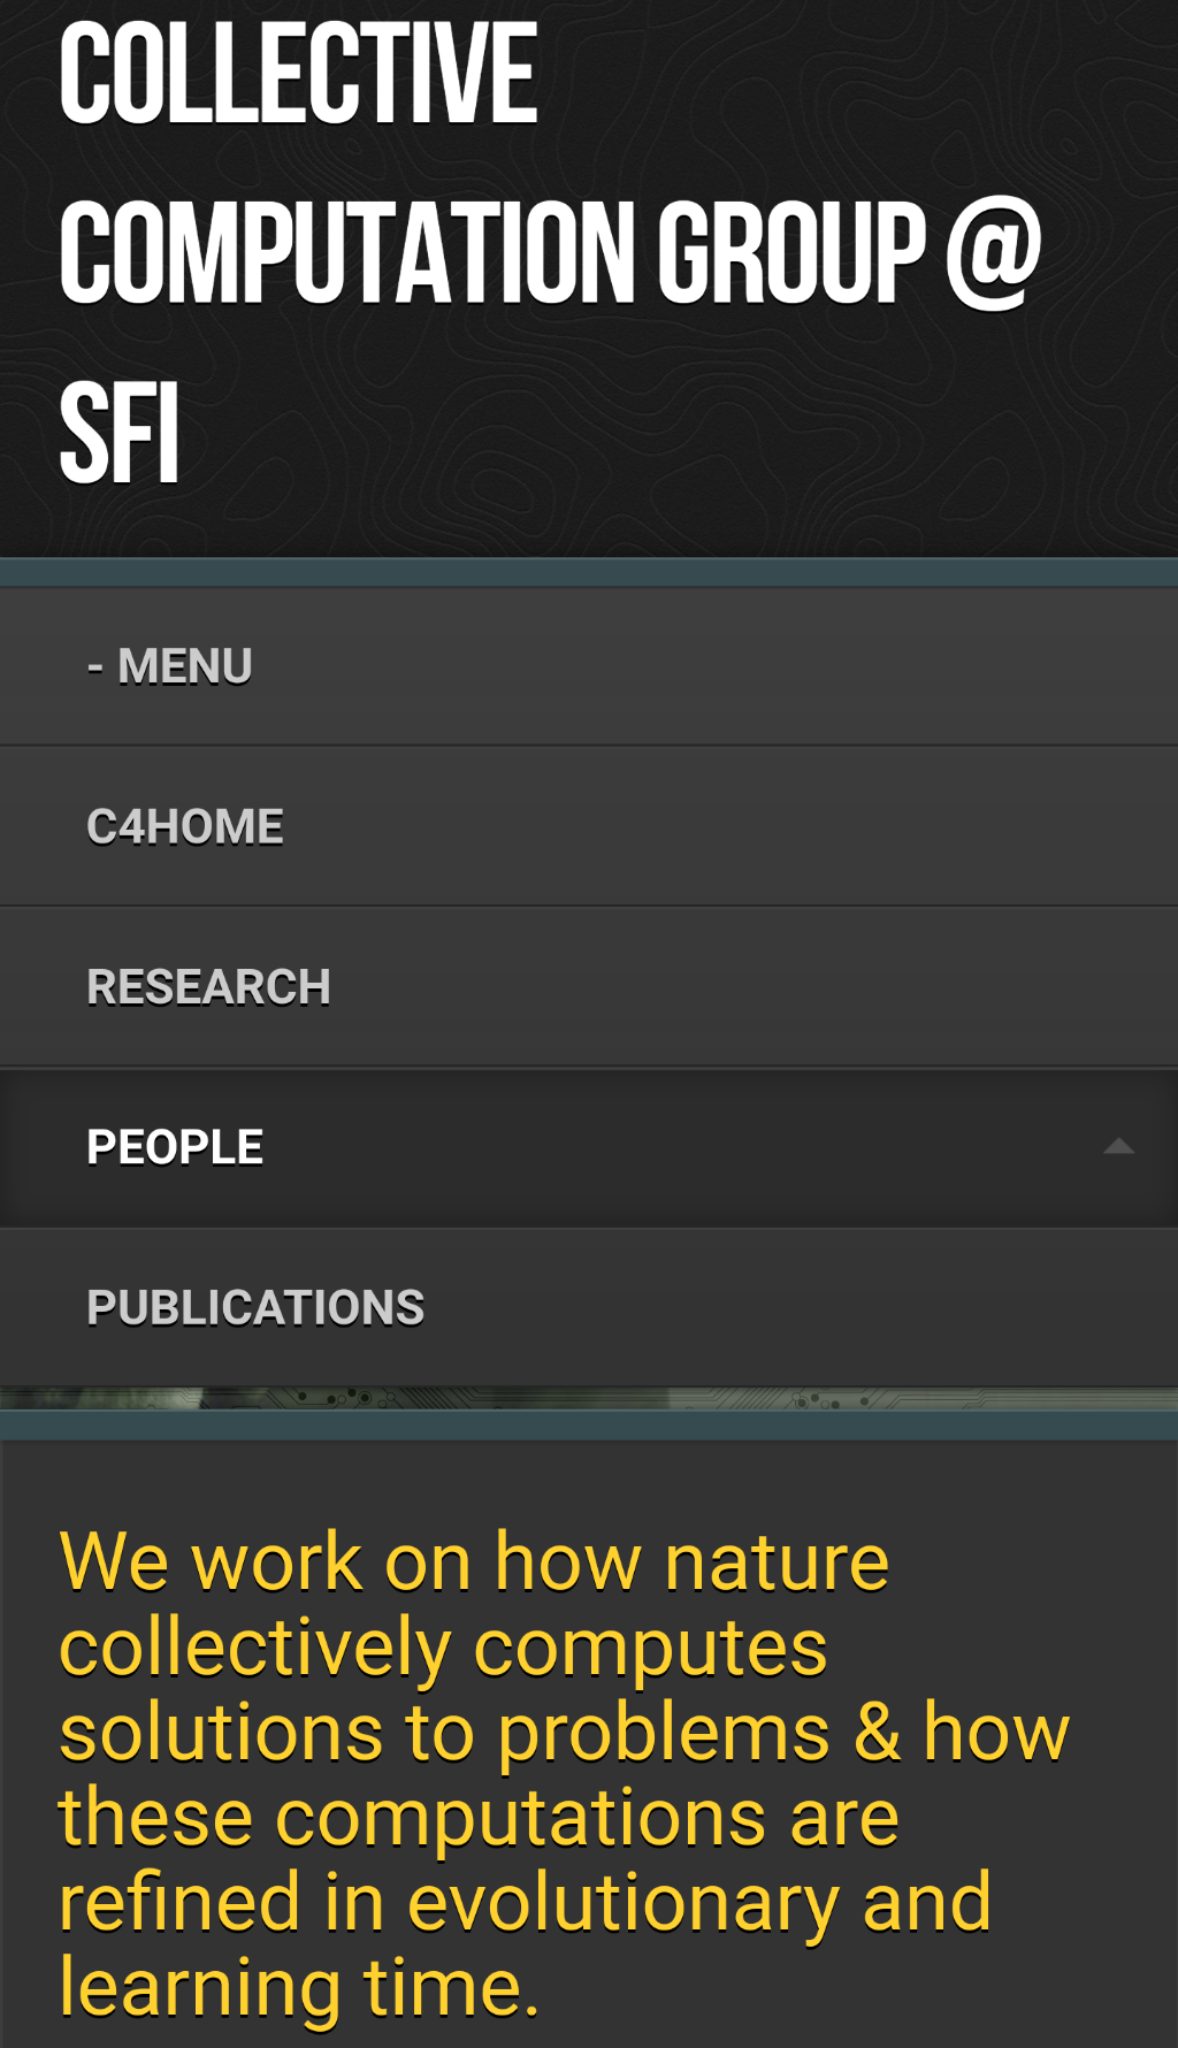 COLLECTIVE
COMPUTATION GROUP @
SFI
- MENU
C4HOME
RESEARCH
PEOPLE
PUBLICATIONS
We work on how nature
collectively computes
solutions to problems & how
these computations are
refined in evolutionary and
learning time.